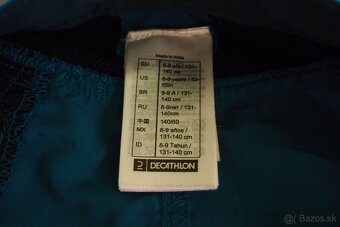 Made in India
EU 8-9 yrs / 131-
140 cm
US 8-9 years / 52-
55in
BR 8-9 A / 131-
140 cm
RU 8-9лет / 131-
140cm
中国 140/60
MX 8-9 años /
131-140 cm
ID 8-9 Tahun /
131-140 cm
DECATHLON
© Bazos.sk